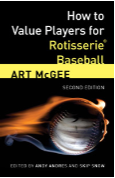 How to
Value Players for
Rotisserie®
Baseball
ART McGEE
SECOND EDITION
EDITED BY ANDY ANDRES AND SKIP SNOW